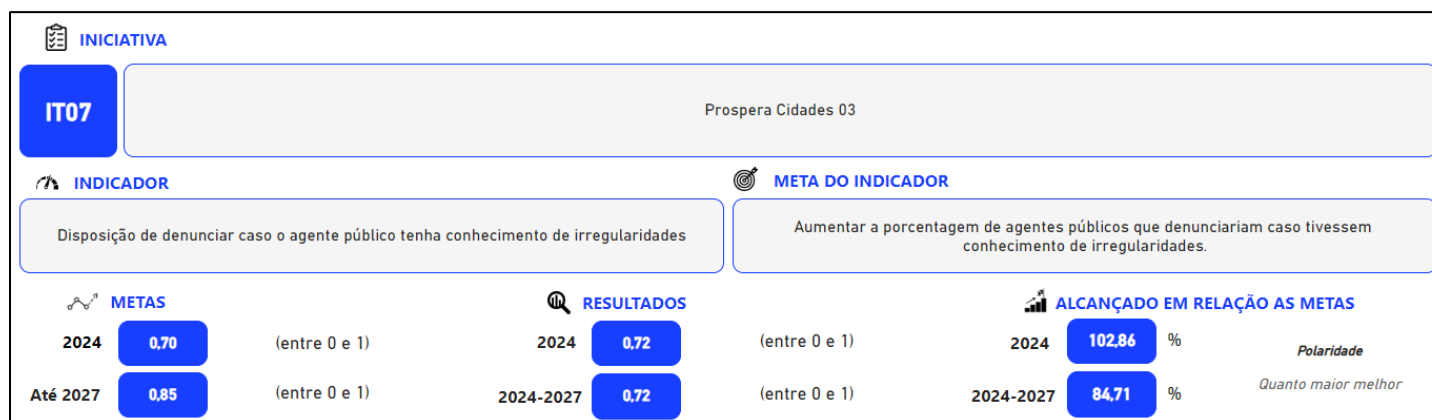 INICIATIVA
IT07
Prospera Cidades 03
INDICADOR
META DO INDICADOR
Disposição de denunciar caso o agente público tenha conhecimento de irregularidades
Aumentar a porcentagem de agentes públicos que denunciariam caso tivessem
conhecimento de irregularidades.
METAS
RESULTADOS
ALCANÇADO EM RELAÇÃO AS METAS
2024 0,70 (entre 0 e 1) 2024 0,72 (entre 0 e 1) 2024 102,86 % Polaridade
Até 2027 0,85 (entre 0 e 1) 2024-2027 0,72 (entre 0 e 1) 2024-2027 84,71 % Quanto maior melhor